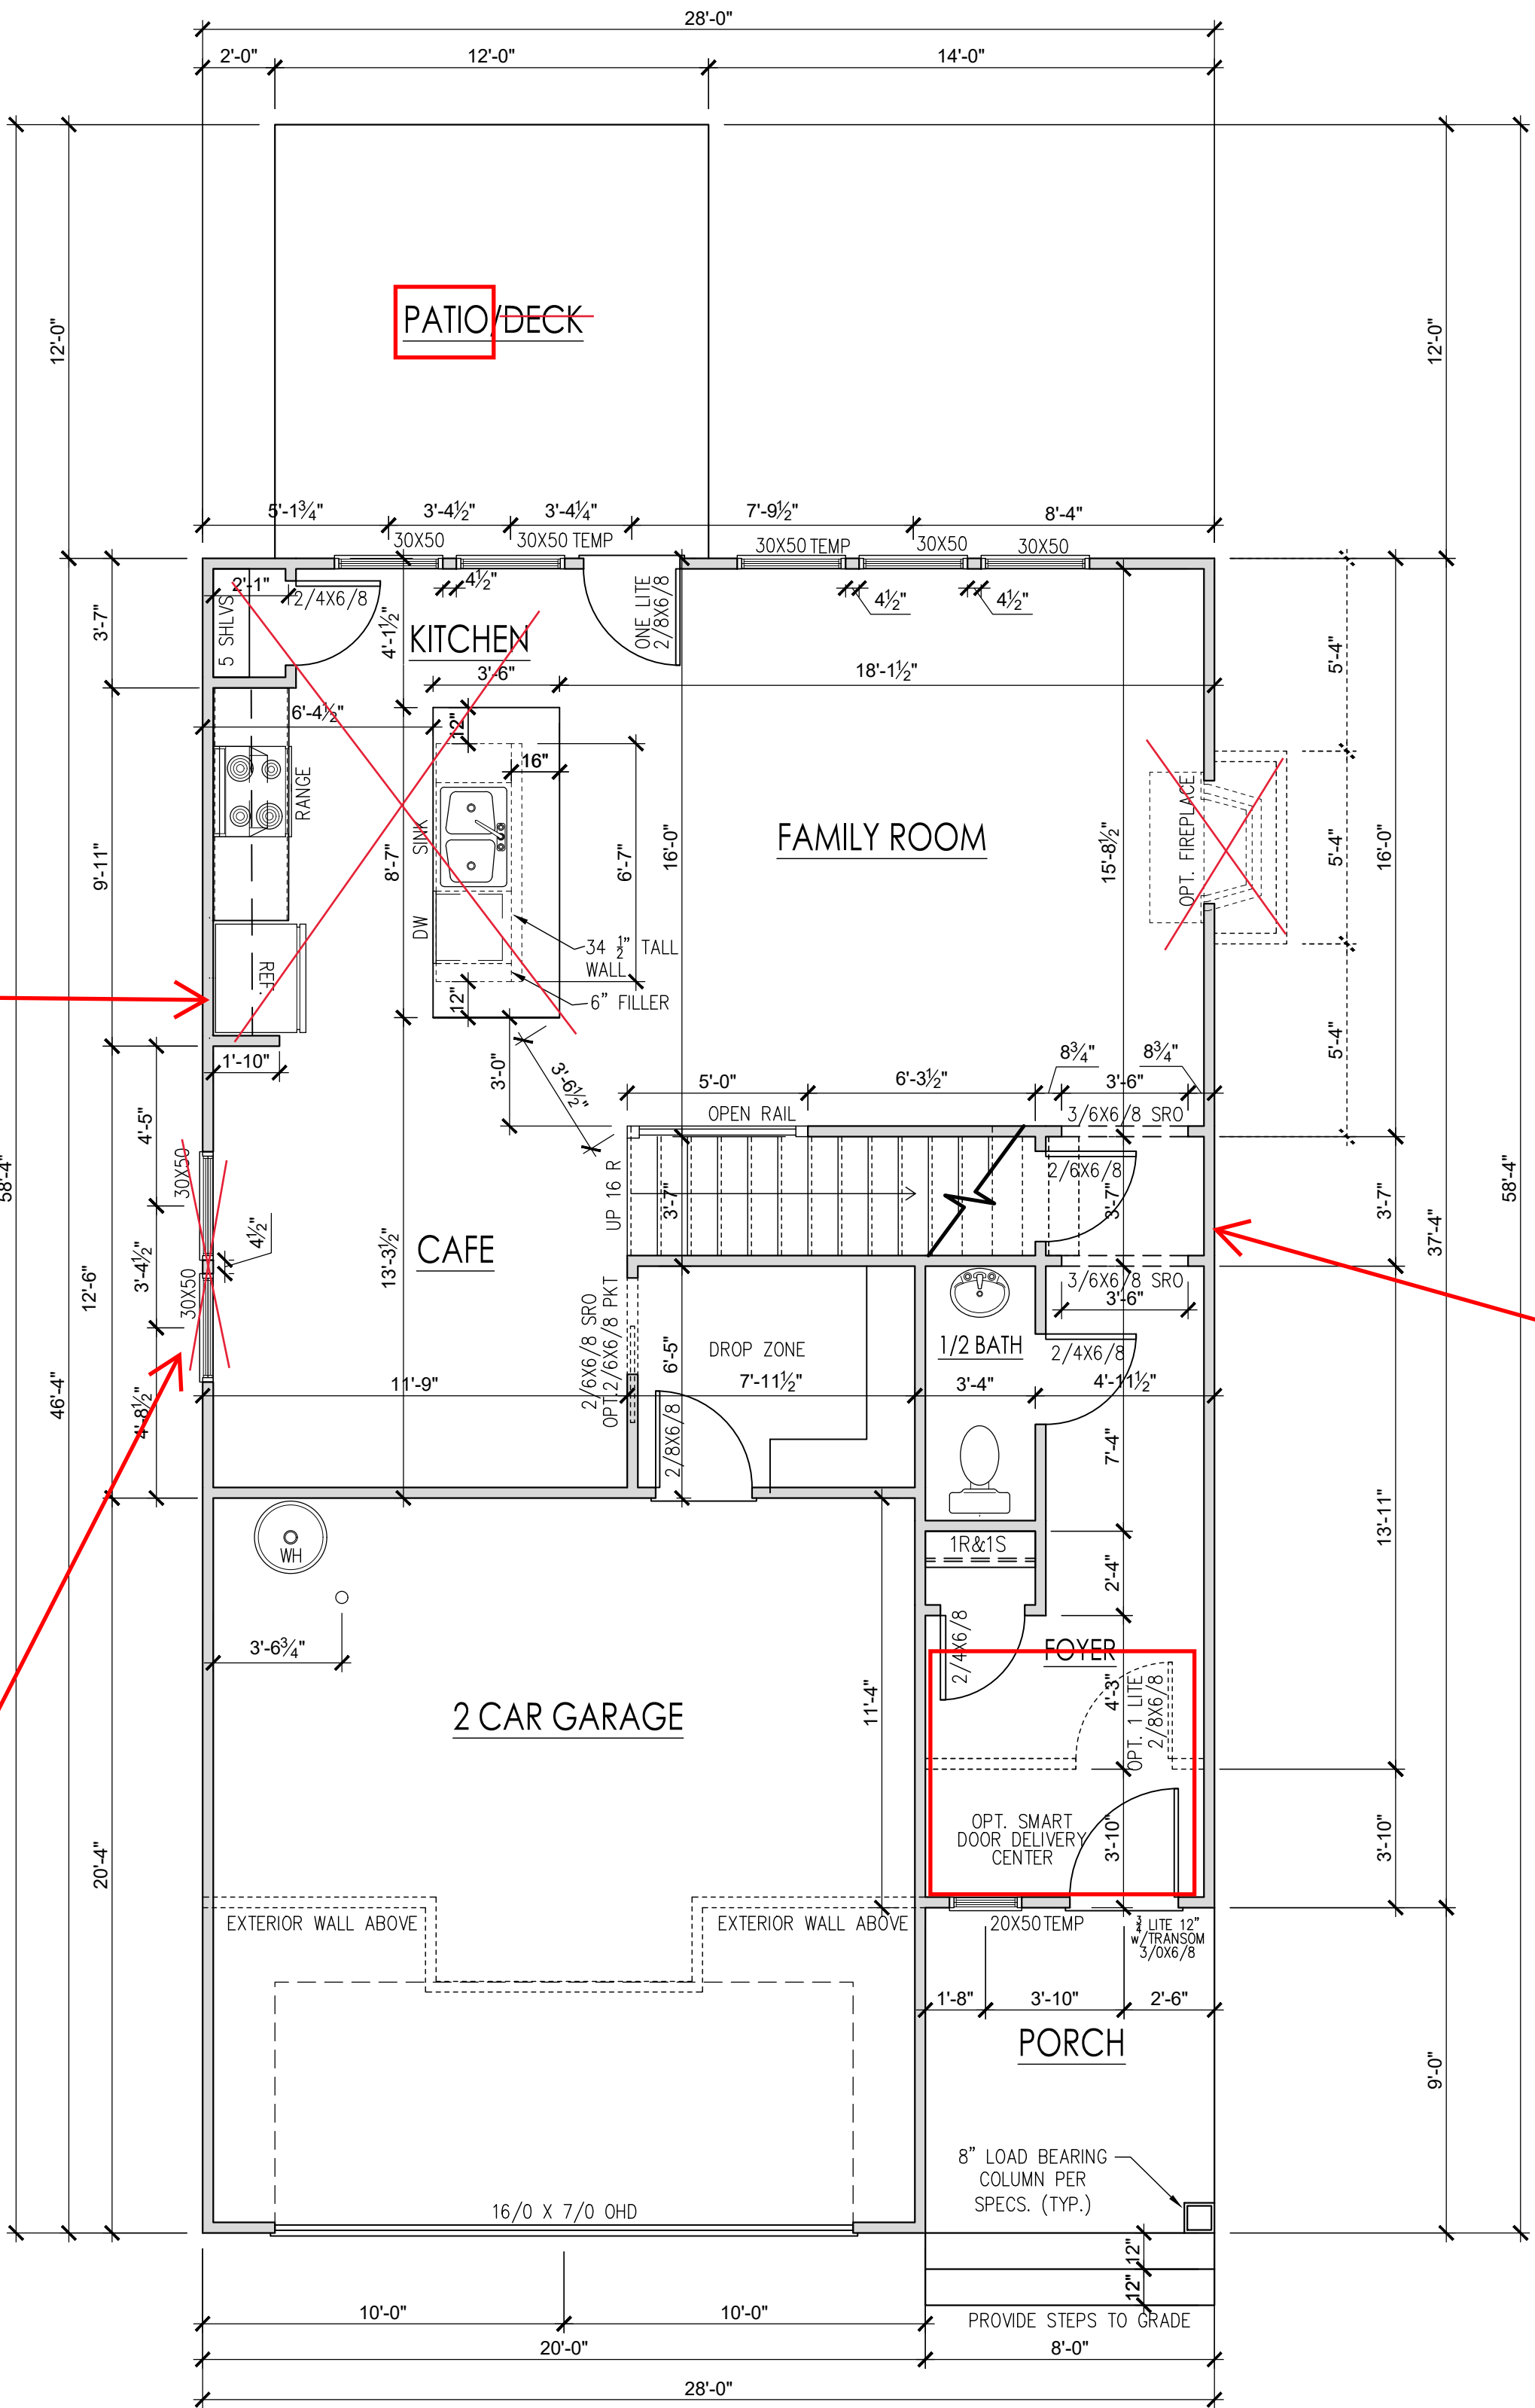 28'-0"
2'-0"
12'-0"
14'-0"
12'-0"
PATIO/DECK
12'-0"
5'-1¾"
3'-4½"
3'-4¼"
7'-9½"
8'-4"
30X50
30X50 TEMP
30X50 TEMP
30X50
30X50
2'-1"
2/4X6/8
4½"
4½"
4½"
5 SHLVS
3'-7"
4'-1½"
KITCHEN
ONE LITE
2/8X6/8
3'-6"
18'-1½"
5'-4"
6'-4½"
12"
16"
RANGE
SINK
FAMILY ROOM
OPT. FIREPLACE
9'-11"
8'-7"
6'-7"
16'-0"
15'-8½"
5'-4"
16'-0"
DW
34 ½" TALL
WALL
6" FILLER
REF.
12"
1'-10"
3'-0"
3'-6½"
8¾"
8¾"
5'-4"
5'-0"
6'-3½"
3'-6"
OPEN RAIL
3/6X6/8 SRO
4'-5"
30X50
58'-4"
UP 16 R
3'-7"
2/6X6/8
3'-7"
3'-7"
58'-4"
37'-4"
4½"
CAFE
3'-4½"
30X50
12'-6"
13'-3½"
3/6X6/8 SRO
3'-6"
2/6X6/8 SRO
OPT.2/6X6/8 PKT
6'-5"
DROP ZONE
1/2 BATH
2/4X6/8
46'-4"
4'-8½"
11'-9"
7'-11½"
3'-4"
4'-11½"
2/8X6/8
7'-4"
13'-11"
WH
1R&1S
2'-4"
3'-6¾"
2/4X6/8
FOYER
11'-4"
4'-3"
OPT. 1 LITE
2/8X6/8
2 CAR GARAGE
20'-4"
OPT. SMART
DOOR DELIVERY
CENTER
3'-10"
3'-10"
EXTERIOR WALL ABOVE
EXTERIOR WALL ABOVE
20X50 TEMP
¾ LITE 12"
w/TRANSOM
3/0X6/8
1'-8"
3'-10"
2'-6"
PORCH
9'-0"
8" LOAD BEARING
COLUMN PER
SPECS. (TYP.)
16/0 X 7/0 OHD
12"
12"
10'-0"
10'-0"
PROVIDE STEPS TO GRADE
20'-0"
8'-0"
28'-0"